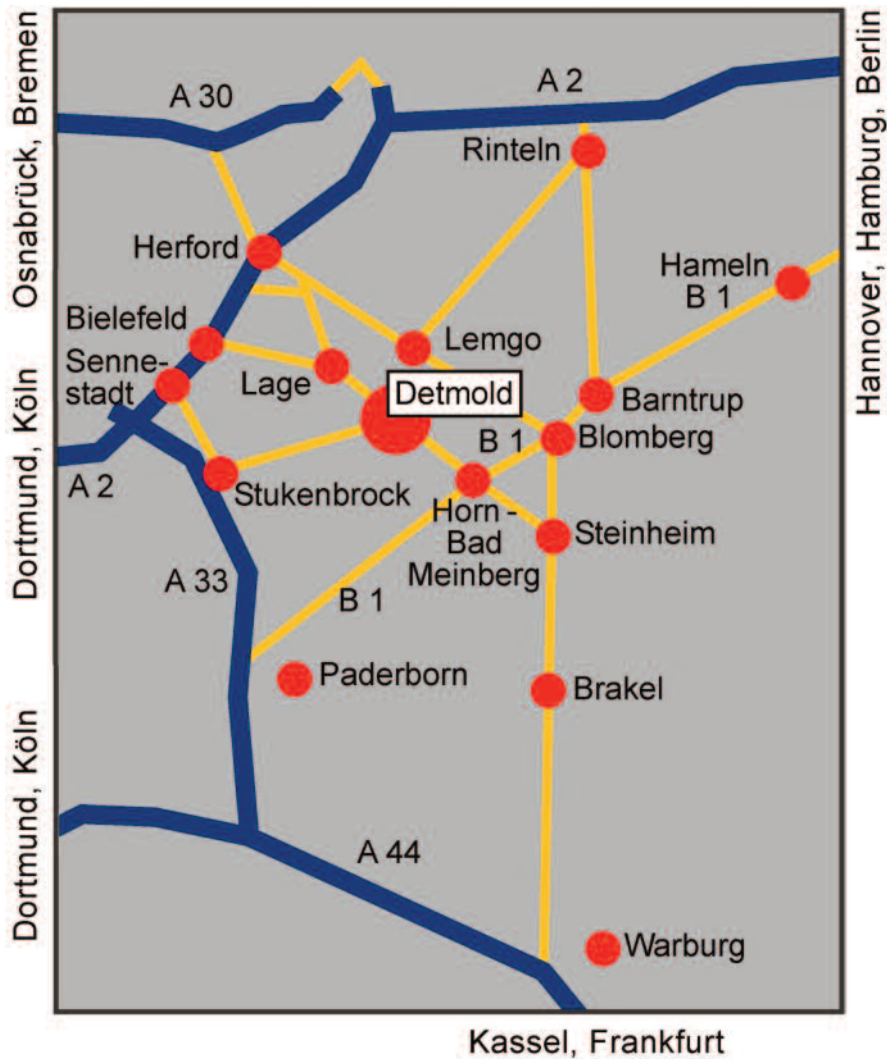 Osnabrück, Bremen
Dortmund, Köln
Dortmund, Köln
Hannover, Hamburg, Berlin
A 30
A 2
Rinteln
Herford
Hameln
B 1
Bielefeld
Senne-
stadt
Lage
Lemgo
Detmold
Barntrup
B 1
Blomberg
A 2
Stukenbrock
Horn -
Bad
Meinberg
Steinheim
A 33
B 1
Paderborn
Brakel
A 44
Warburg
Kassel, Frankfurt